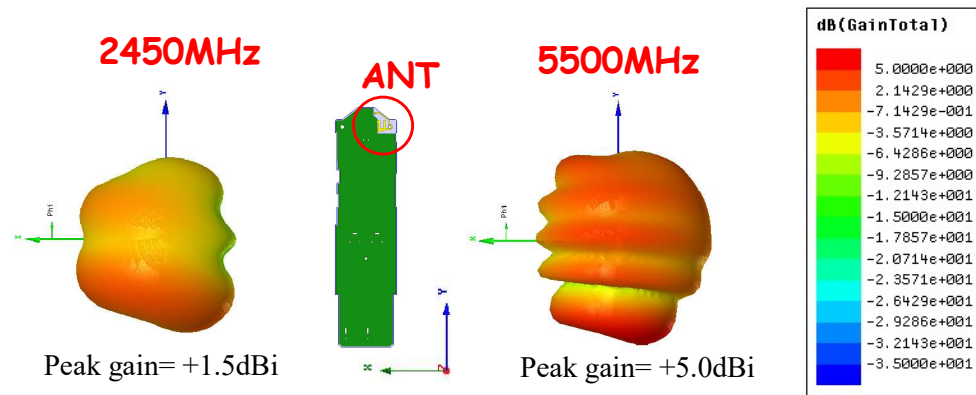 2450MHz
ANT
5500MHz
Y
X
Phi
Peak gain= +1.5dBi
Y
X
Z
Y
X
Phi
Peak gain= +5.0dBi
dB(GainTotal)
5.0000e+000
2.1429e+000
-7.1429e-001
-3.5714e+000
-6.4286e+000
-9.2857e+000
-1.2143e+001
-1.5000e+001
-1.7857e+001
-2.0714e+001
-2.3571e+001
-2.6429e+001
-2.9286e+001
-3.2143e+001
-3.5000e+001